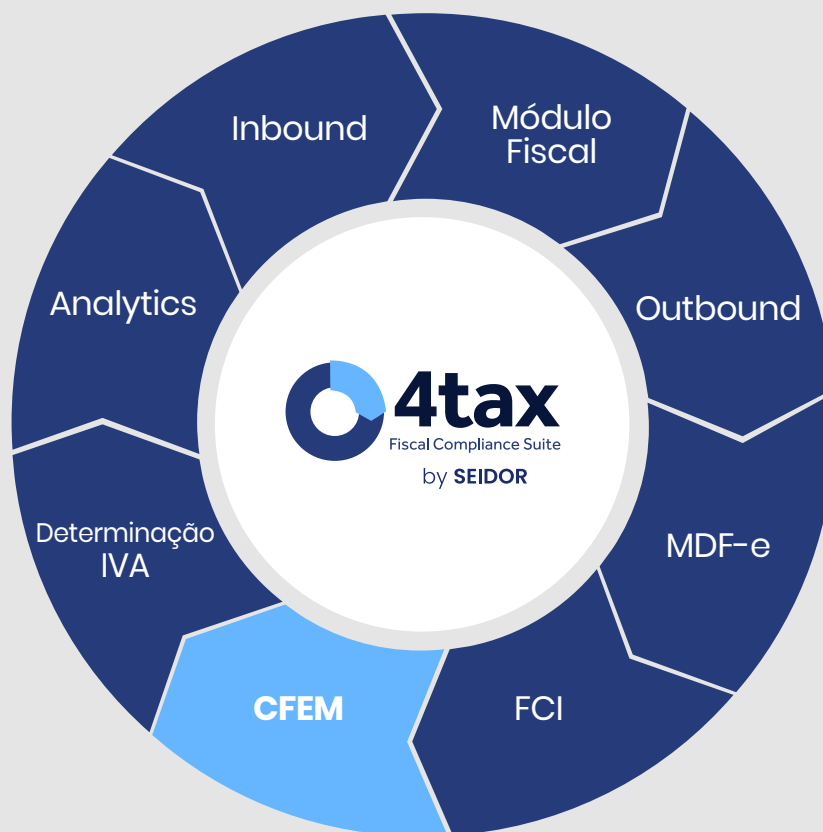 Inbound
Módulo
Fiscal
Analytics
Outbound
4tax
Fiscal Compliance Suite
by SEIDOR
Determinação
IVA
MDF-e
CFEM
FCI